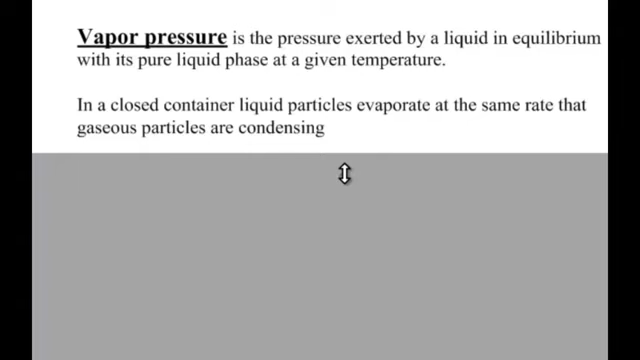 Vapor pressure is the pressure exerted by a liquid in equilibrium
with its pure liquid phase at a given temperature.
In a closed container liquid particles evaporate at the same rate that
gaseous particles are condensing